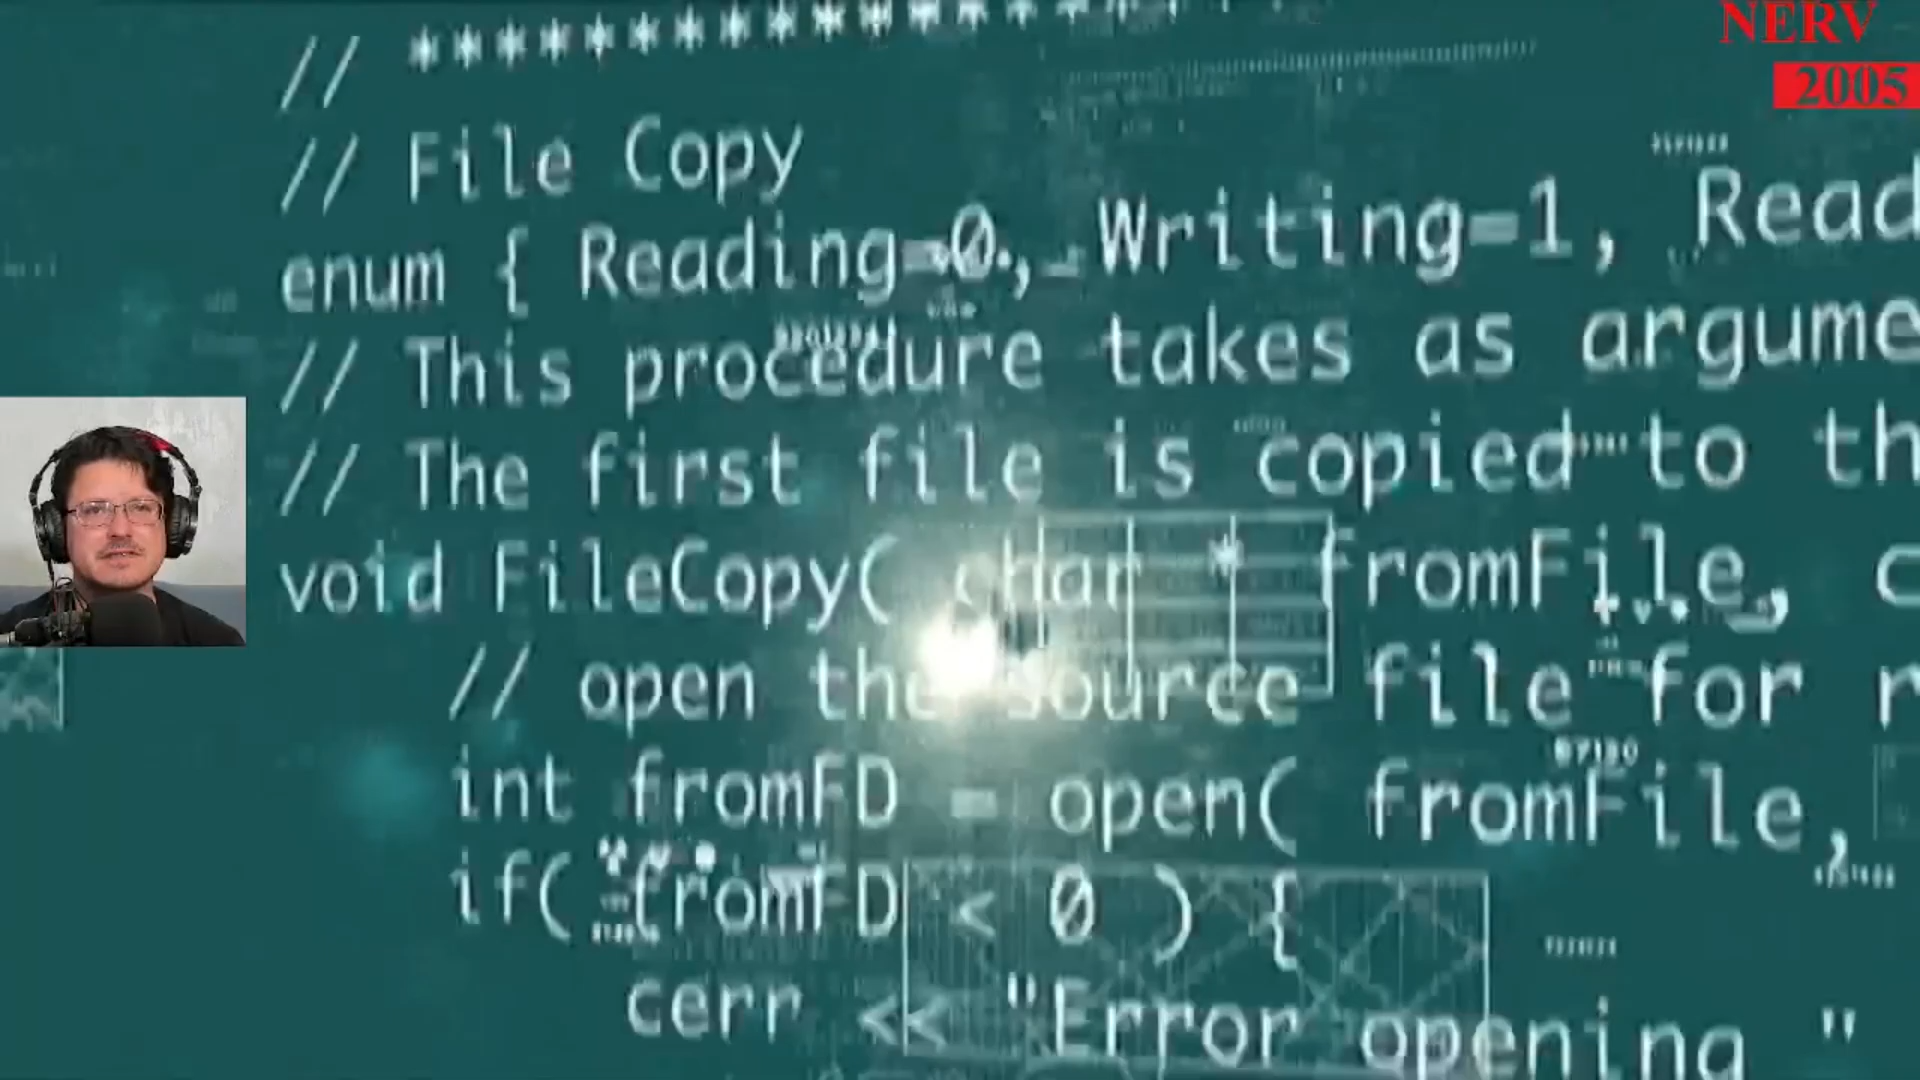 NERV
2005
// ******************
// File Copy
enum { Reading=0, Writing=1, Read
// This procedure takes as argume
// The first file is copied to th
void FileCopy( char * fromFile, c
// open the source file for r
int fromFD = open( fromFile,
if( fromFD < 0 ) {
cerr << "Error opening "